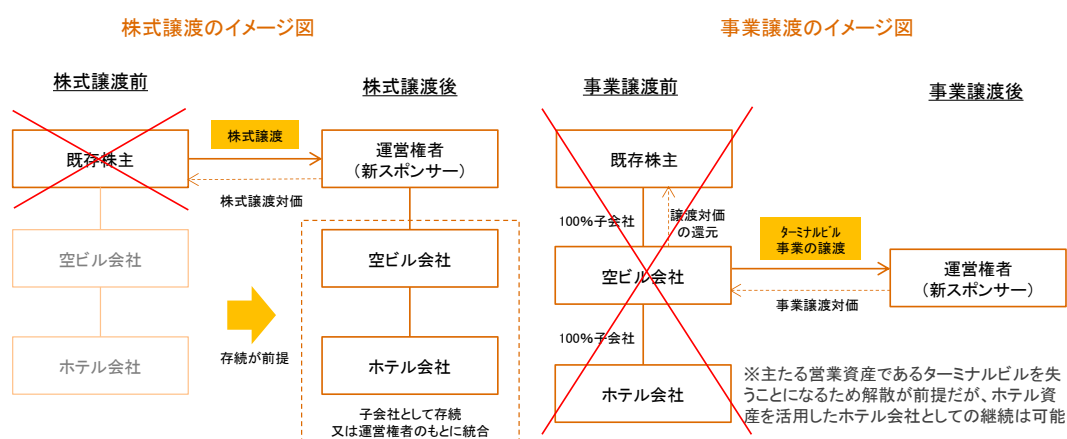 株式譲渡のイメージ図
株式譲渡前
株式譲渡後
既存株主
株式譲渡
運営権者
(新スポンサー)
株式譲渡対価
空ビル会社
空ビル会社
ホテル会社
存続が前提
ホテル会社
子会社として存続
又は運営権者のもとに統合
事業譲渡のイメージ図
事業譲渡前
事業譲渡後
既存株主
100%子会社
譲渡対価
の還元
空ビル会社
ターミナルビル
事業の譲渡
運営権者
(新スポンサー)
事業譲渡対価
100%子会社
ホテル会社
※主たる営業資産であるターミナルビルを失
うことになるため解散が前提だが、ホテル資
産を活用したホテル会社としての継続は可能